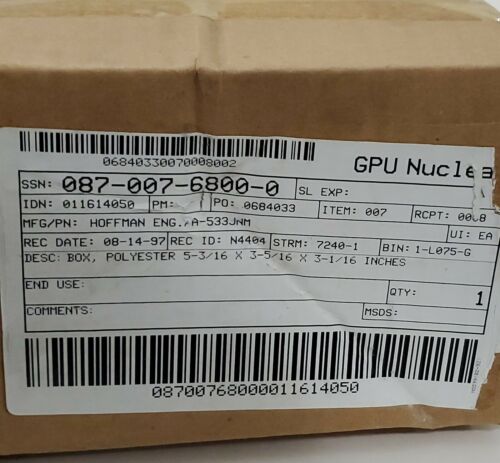 06840330070008002
GPU Nuclea
SSN: 087-007-6800-0 SL EXP:
IDN: 011614050 PM: PO: 0684033 ITEM: 007 RCPT: 0008
MFG/PN: HOFFMAN ENG./A-533JNM UI: EA
REC DATE: 08-14-97 REC ID: N4404 STRM: 7240-1 BIN: 1-L075-G
DESC: BOX, POLYESTER 5-3/16 X 3-5/16 X 3-1/16 INCHES
END USE: QTY: 1
COMMENTS: MSDS:
08700768000011614050